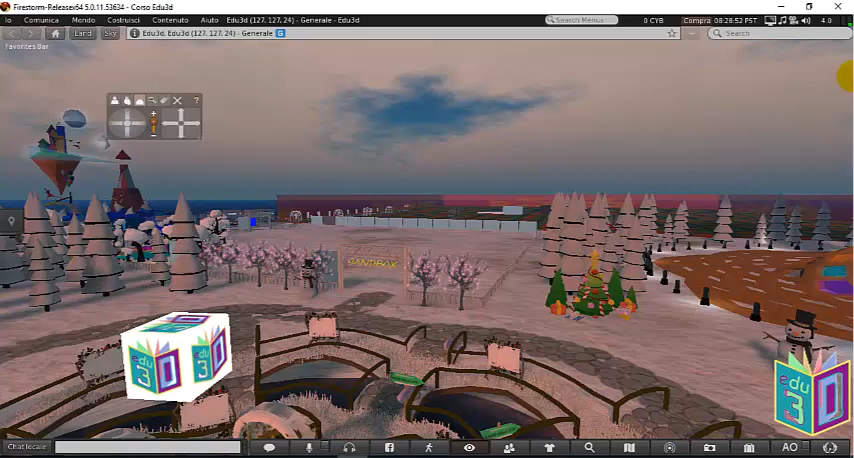 Firestorm-Releasex64 5.0.11.53634 - Corso Edu3d
Io Comunica Mondo Costruisci Contenuto Aiuto Edu3d (127, 127, 24) - Generale - Edu3d Search Menus 0 CYB Compra 08:28:52 PST 4.0
Land Sky Edu3d, Edu3d (127, 127, 24) - Generale G Search
Favorites Bar
?
SANDBOX
edu
3D
edu
3D
Chat locale AO